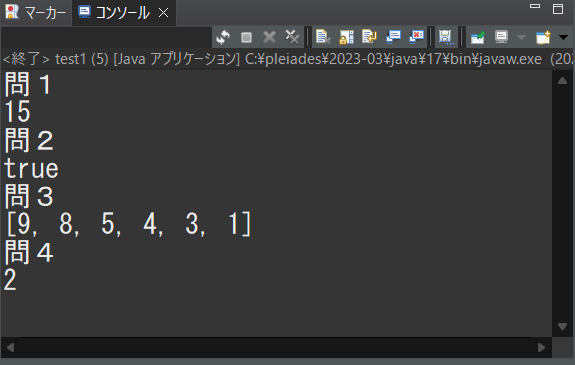 マーカー コンソール
<終了> test1 (5) [Java アプリケーション] C:¥pleiades¥2023-03¥java¥17¥bin¥javaw.exe (202
問１
15
問２
true
問３
[9, 8, 5, 4, 3, 1]
問４
2